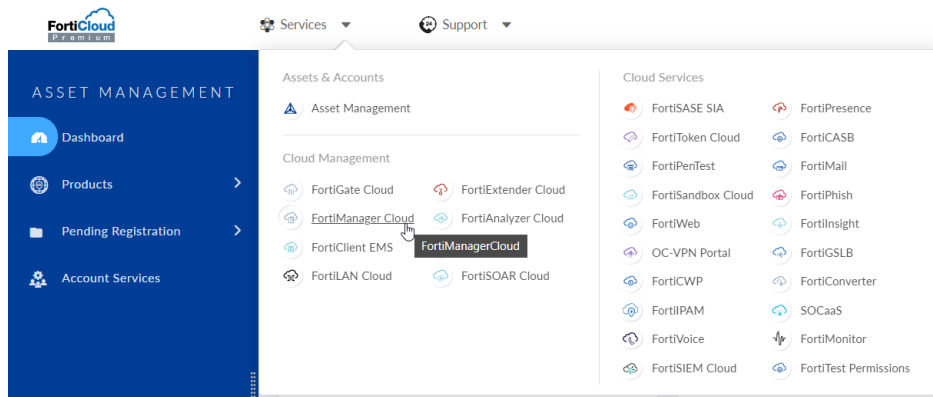 FortiCloud
Premium
Services
Support
ASSET MANAGEMENT
Dashboard
Products
Pending Registration
Account Services
Assets & Accounts
Asset Management
Cloud Management
FortiGate Cloud
FortiExtender Cloud
FortiManager Cloud
FortiAnalyzer Cloud
FortiClient EMS
FortiManagerCloud
FortiLAN Cloud
FortiSOAR Cloud
Cloud Services
FortiSASE SIA
FortiPresence
FortiToken Cloud
FortiCASB
FortiPenTest
FortiMail
FortiSandbox Cloud
FortiPhish
FortiWeb
FortiInsight
OC-VPN Portal
FortiGSLB
FortiCWP
FortiConverter
FortiIPAM
SOCaaS
FortiVoice
FortiMonitor
FortiSIEM Cloud
FortiTest Permissions